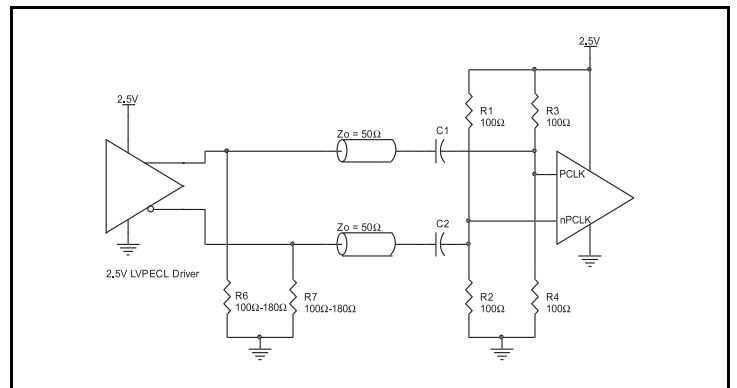 2.5V
2.5V
R1
100Ω
R3
100Ω
Zo = 50Ω
C1
PCLK
nPCLK
Zo = 50Ω
C2
2.5V LVPECL Driver
R6
100Ω-180Ω
R7
100Ω-180Ω
R2
100Ω
R4
100Ω